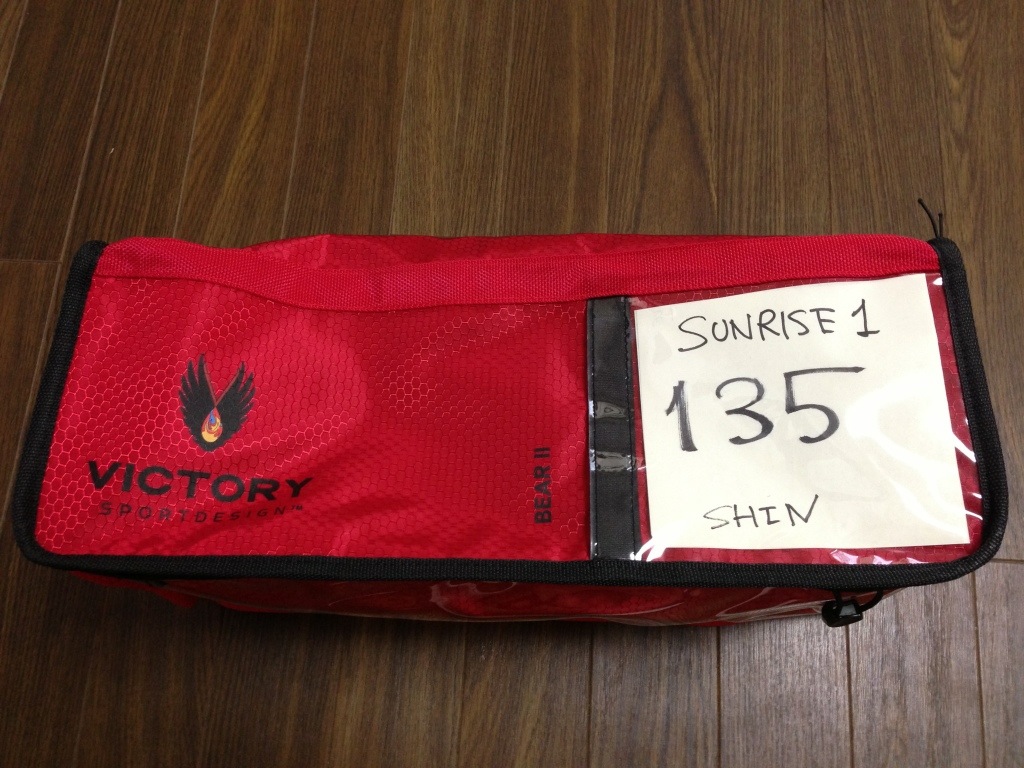 VICTORY
SPORTDESIGN™
BEAR II
SUNRISE 1
135
SHIN